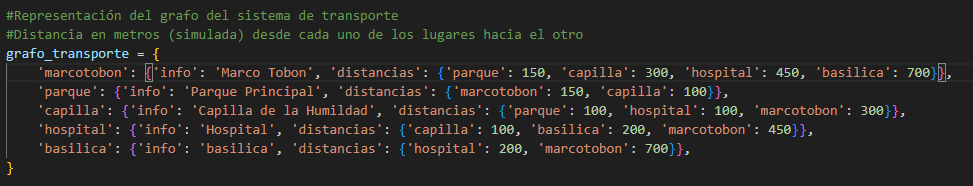 #Representación del grafo del sistema de transporte
#Distancia en metros (simulada) desde cada uno de los lugares hacia el otro
grafo_transporte = {
    'marcotobon': {'info': 'Marco Tobon', 'distancias': {'parque': 150, 'capilla': 300, 'hospital': 450, 'basilica': 700}},
    'parque': {'info': 'Parque Principal', 'distancias': {'marcotobon': 150, 'capilla': 100}},
    'capilla': {'info': 'Capilla de la Humildad', 'distancias': {'parque': 100, 'hospital': 100, 'marcotobon': 300}},
    'hospital': {'info': 'Hospital', 'distancias': {'capilla': 100, 'basilica': 200, 'marcotobon': 450}},
    'basilica': {'info': 'basilica', 'distancias': {'hospital': 200, 'marcotobon': 700}},
}